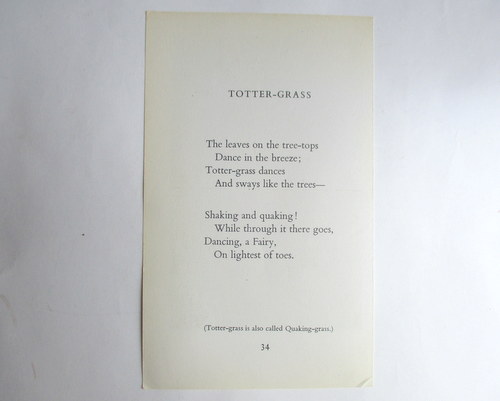 TOTTER-GRASS
The leaves on the tree-tops
Dance in the breeze;
Totter-grass dances
And sways like the trees—
Shaking and quaking!
While through it there goes,
Dancing, a Fairy,
On lightest of toes.
(Totter-grass is also called Quaking-grass.)
34